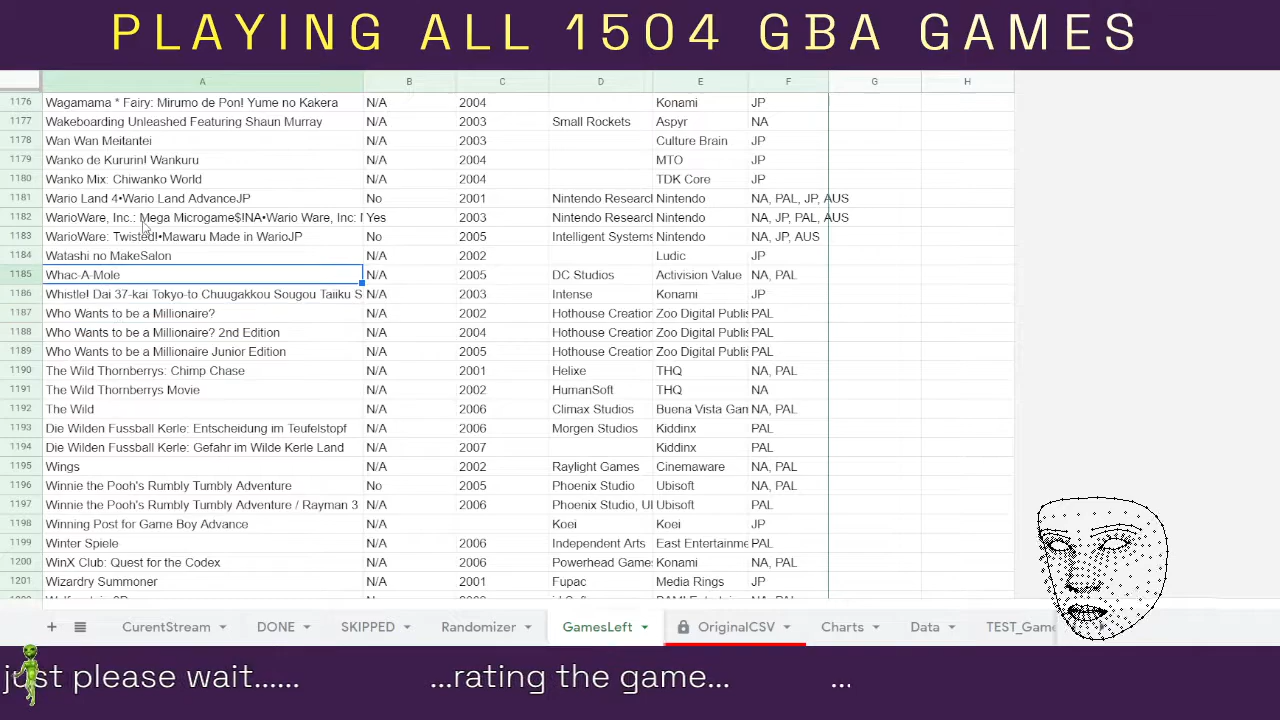 PLAYING ALL 1504 GBA GAMES
A B C D E F G H
1176 Wagamama * Fairy: Mirumo de Pon! Yume no Kakera N/A 2004 Konami JP
1177 Wakeboarding Unleashed Featuring Shaun Murray N/A 2003 Small Rockets Aspyr NA
1178 Wan Wan Meitantei N/A 2003 Culture Brain JP
1179 Wanko de Kururin! Wankuru N/A 2004 MTO JP
1180 Wanko Mix: Chiwanko World N/A 2004 TDK Core JP
1181 Wario Land 4•Wario Land AdvanceJP No 2001 Nintendo Researc Nintendo NA, PAL, JP, AUS
1182 WarioWare, Inc.: Mega Microgame$!NA•Wario Ware, Inc: Yes 2003 Nintendo Researc Nintendo NA, JP, PAL, AUS
1183 WarioWare: Twisted!•Mawaru Made in WarioJP No 2005 Intelligent Systems Nintendo NA, JP, AUS
1184 Watashi no MakeSalon N/A 2002 Ludic JP
1185 Whac-A-Mole N/A 2005 DC Studios Activision Value NA, PAL
1186 Whistle! Dai 37-kai Tokyo-to Chuugakkou Sougou Taiiku S N/A 2003 Intense Konami JP
1187 Who Wants to be a Millionaire? N/A 2002 Hothouse Creation Zoo Digital Publis PAL
1188 Who Wants to be a Millionaire? 2nd Edition N/A 2004 Hothouse Creation Zoo Digital Publis PAL
1189 Who Wants to be a Millionaire Junior Edition N/A 2005 Hothouse Creation Zoo Digital Publis PAL
1190 The Wild Thornberrys: Chimp Chase N/A 2001 Helixe THQ NA, PAL
1191 The Wild Thornberrys Movie N/A 2002 HumanSoft THQ NA
1192 The Wild N/A 2006 Climax Studios Buena Vista Gam NA, PAL
1193 Die Wilden Fussball Kerle: Entscheidung im Teufelstopf N/A 2006 Morgen Studios Kiddinx PAL
1194 Die Wilden Fussball Kerle: Gefahr im Wilde Kerle Land N/A 2007 Kiddinx PAL
1195 Wings N/A 2002 Raylight Games Cinemaware NA, PAL
1196 Winnie the Pooh's Rumbly Tumbly Adventure No 2005 Phoenix Studio Ubisoft NA, PAL
1197 Winnie the Pooh's Rumbly Tumbly Adventure / Rayman 3 N/A 2006 Phoenix Studio, UI Ubisoft PAL
1198 Winning Post for Game Boy Advance N/A Koei Koei JP
1199 Winter Spiele N/A 2006 Independent Arts East Entertainme PAL
1200 WinX Club: Quest for the Codex N/A 2006 Powerhead Game Konami NA, PAL
1201 Wizardry Summoner N/A 2001 Fupac Media Rings JP
CurentStream DONE SKIPPED Randomizer GamesLeft OriginalCSV Charts Data TEST_Game
just please wait...... ...rating the game... ...